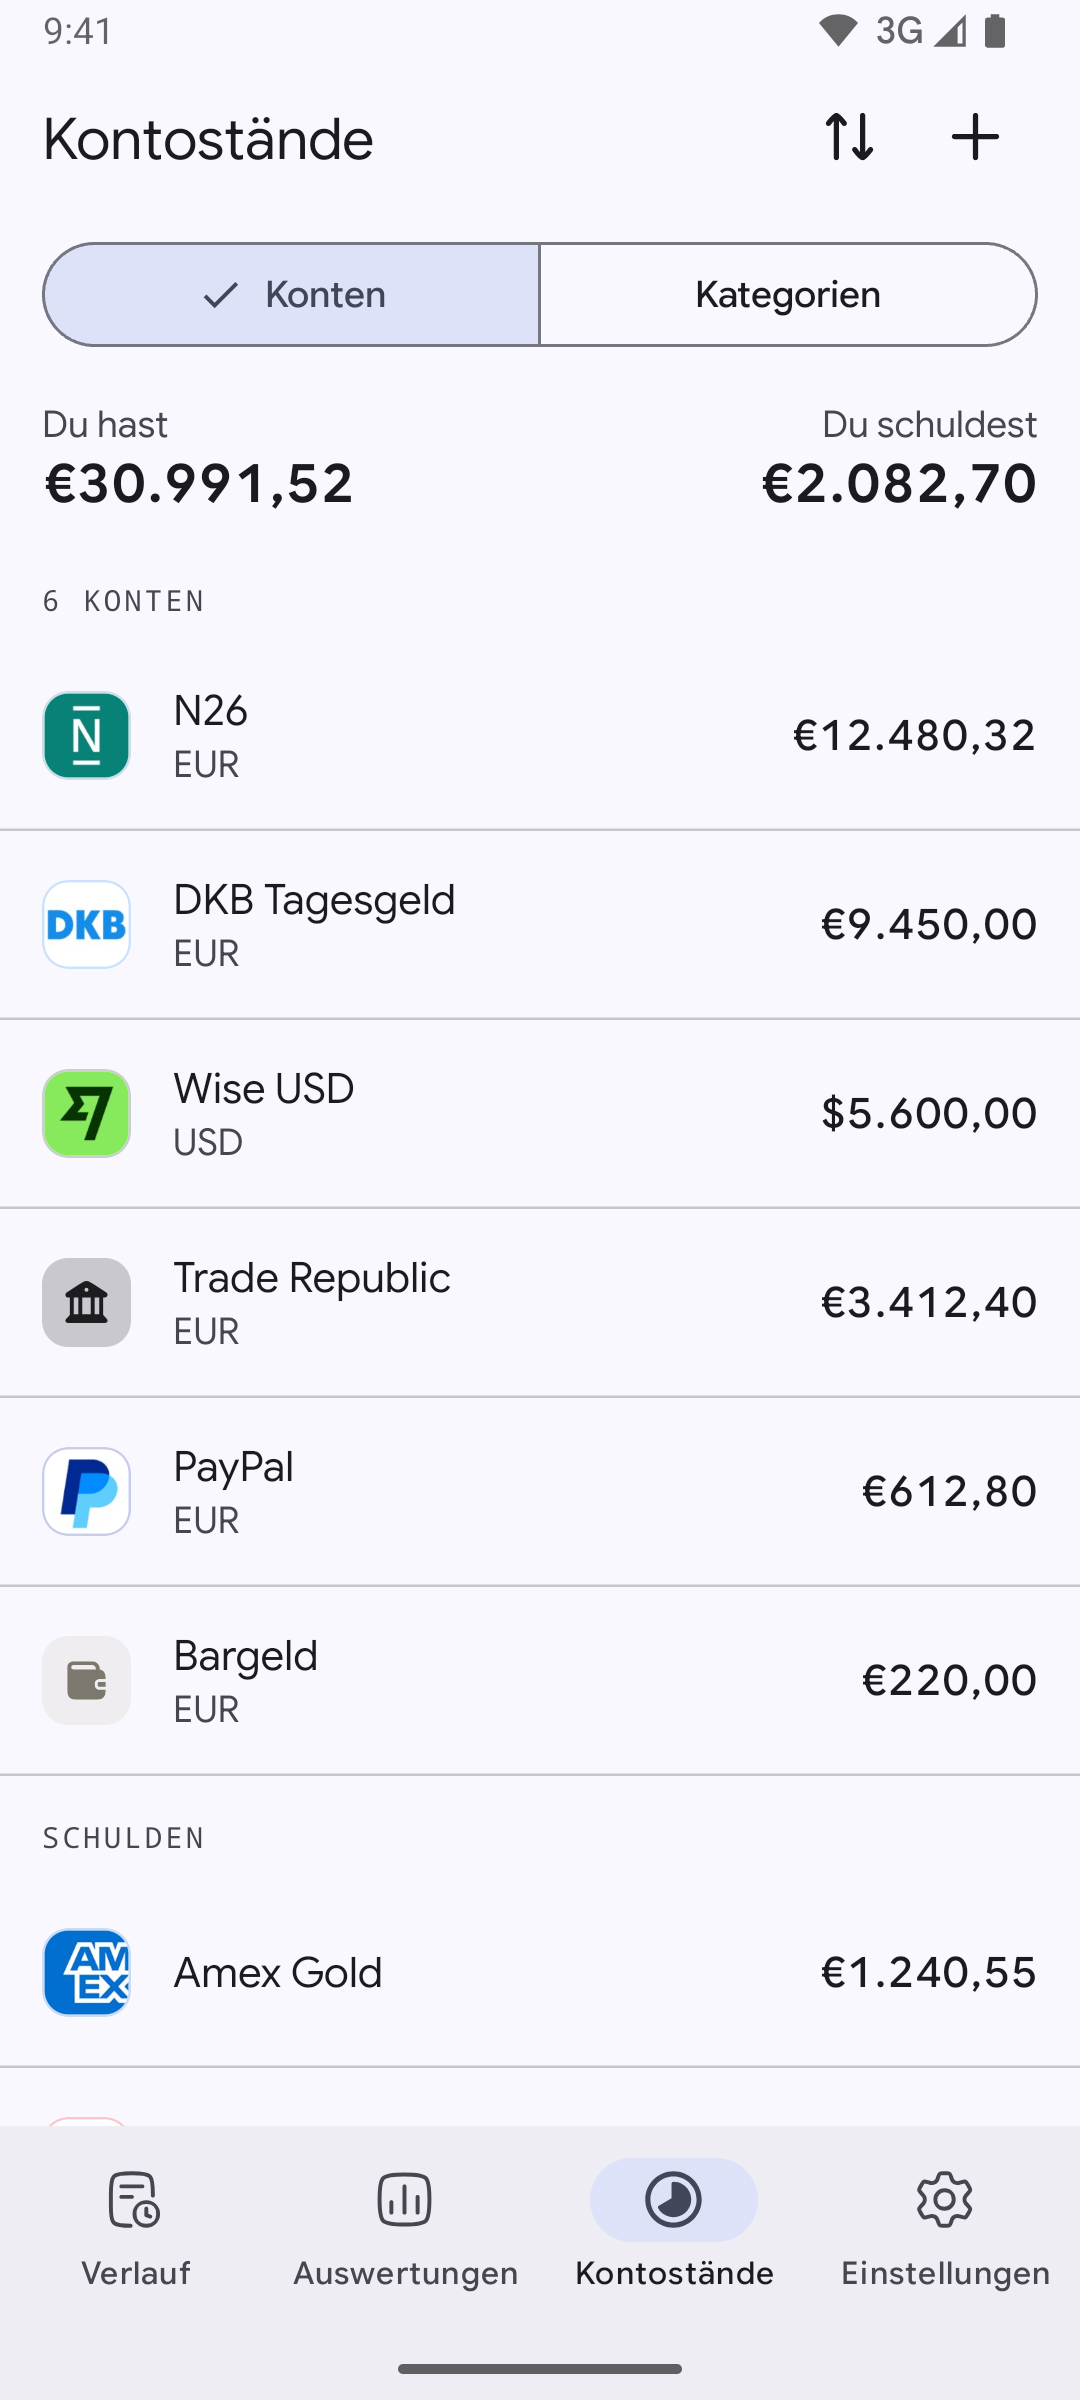 9:41
3G
Kontostände
Konten
Kategorien
Du hast
Du schuldest
€30.991,52
€2.082,70
6 KONTEN
N
N26
EUR
€12.480,32
DKB
DKB Tagesgeld
EUR
€9.450,00
Wise USD
USD
$5.600,00
Trade Republic
EUR
€3.412,40
PayPal
EUR
€612,80
Bargeld
EUR
€220,00
SCHULDEN
AM
EX
Amex Gold
€1.240,55
Verlauf
Auswertungen
Kontostände
Einstellungen